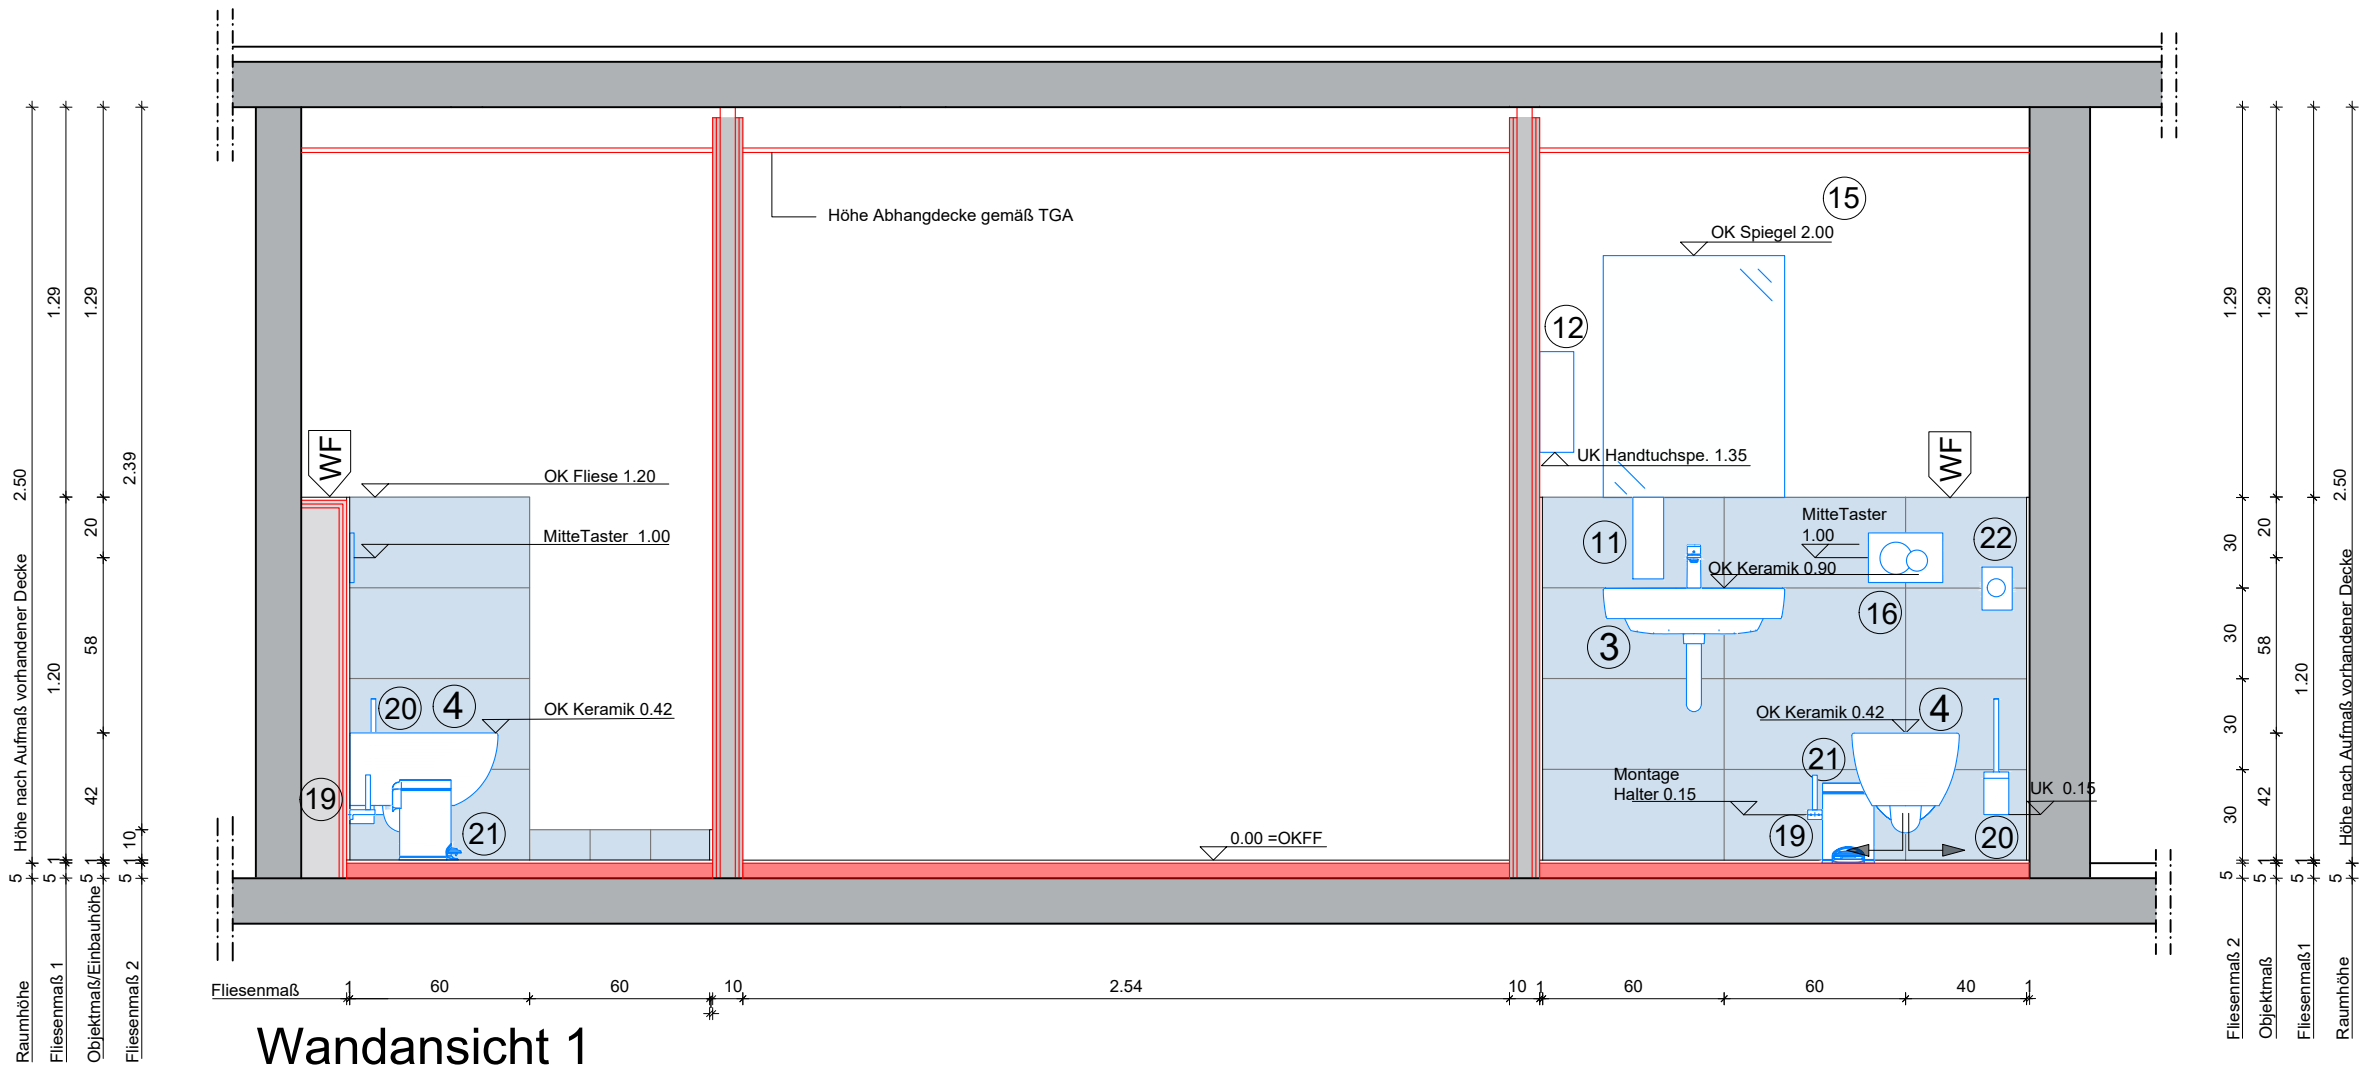 Höhe Abhangdecke gemäß TGA
15
OK Spiegel 2.00
12
UK Handtuchspe. 1.35
WF
WF
OK Fliese 1.20
MitteTaster 1.00
11
MitteTaster
1.00
22
OK Keramik 0.90
16
3
20
4
OK Keramik 0.42
OK Keramik 0.42
4
21
19
Montage
Halter 0.15
UK 0.15
21
0.00 =OKFF
19
20
Raumhöhe
5
Höhe nach Aufmaß vorhandener Decke
2.50
Fliesenmaß 1
5
1
1.20
1.29
Objektmaß/Einbauhöhe
5
1
42
58
20
1.29
Fliesenmaß 2
5
1
10
2.39
Fliesenmaß 2
5
30
30
30
30
1.29
Objektmaß
5
1
42
58
20
1.29
Fliesenmaß1
5
1
1.20
1.29
Raumhöhe
5
Höhe nach Aufmaß vorhandener Decke
2.50
Fliesenmaß
1
60
60
10
2.54
10
1
60
60
40
1
Wandansicht 1